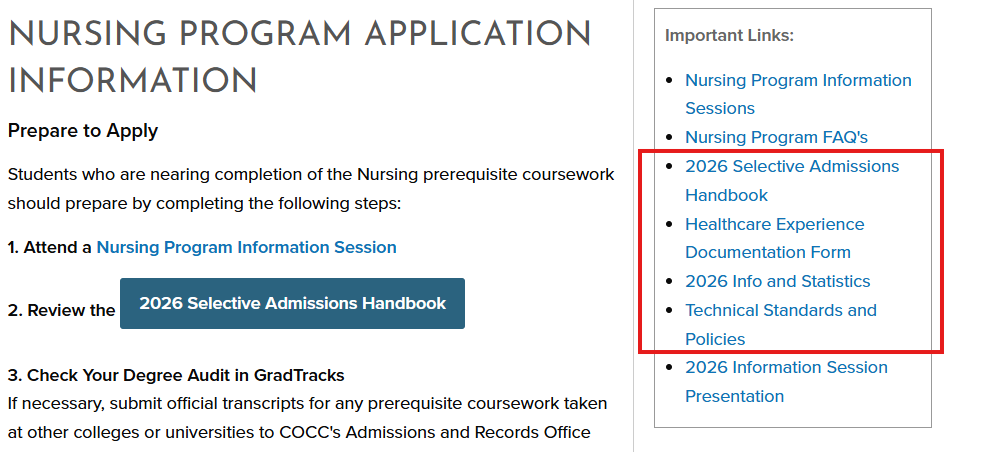 NURSING PROGRAM APPLICATION
INFORMATION
Prepare to Apply
Students who are nearing completion of the Nursing prerequisite coursework
should prepare by completing the following steps:
1. Attend a Nursing Program Information Session
2. Review the 2026 Selective Admissions Handbook
3. Check Your Degree Audit in GradTracks
If necessary, submit official transcripts for any prerequisite coursework taken
at other colleges or universities to COCC's Admissions and Records Office
Important Links:
Nursing Program Information
Sessions
Nursing Program FAQ's
2026 Selective Admissions
Handbook
Healthcare Experience
Documentation Form
2026 Info and Statistics
Technical Standards and
Policies
2026 Information Session
Presentation